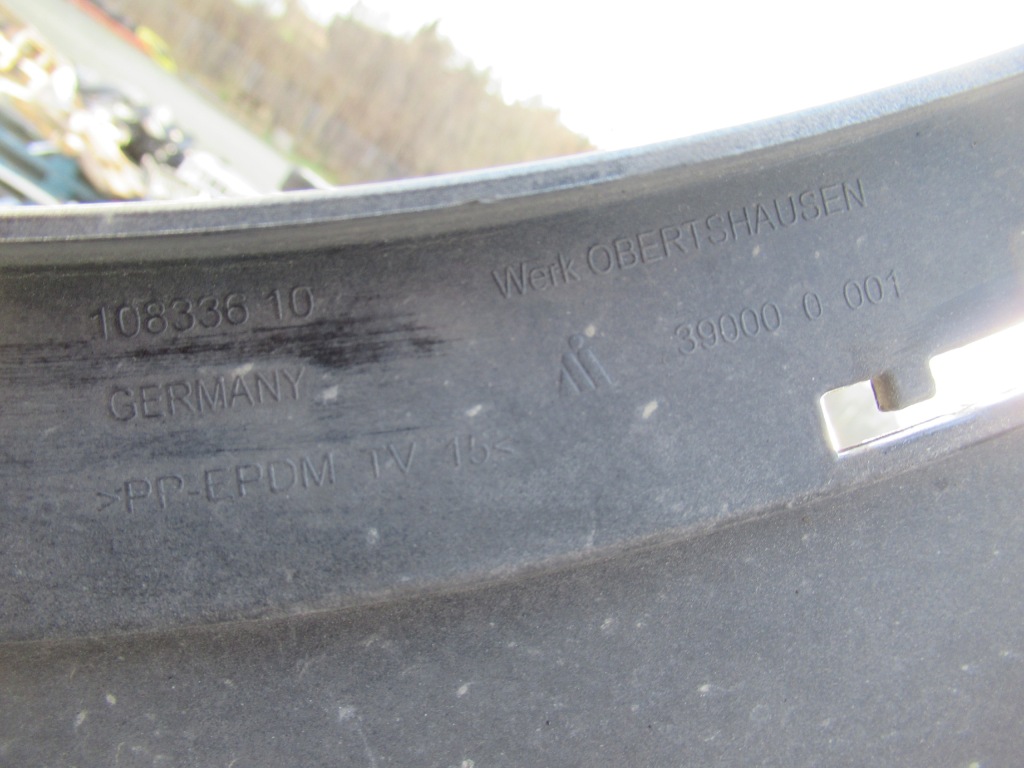 108336 10
GERMANY
>PP-EPDM TV 15<
Werk OBERTSHAUSEN
39000 0 001